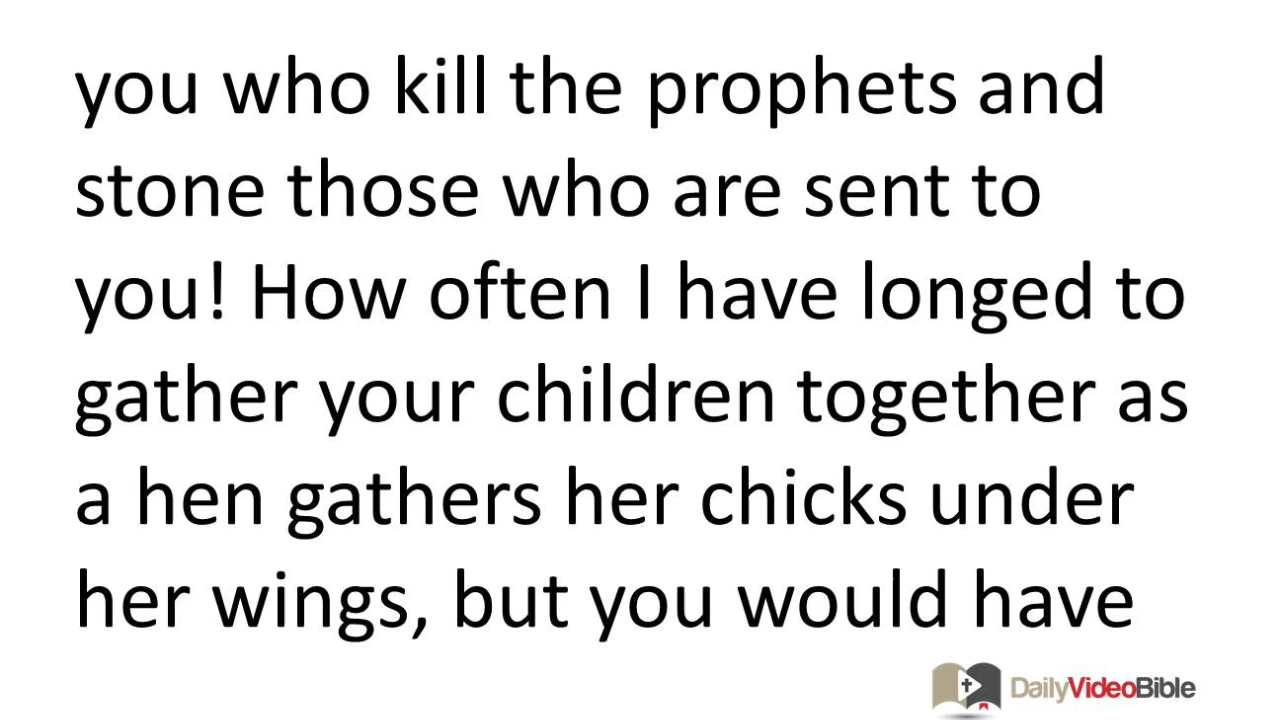 you who kill the prophets and
stone those who are sent to
you! How often I have longed to
gather your children together as
a hen gathers her chicks under
her wings, but you would have
DailyVideoBible